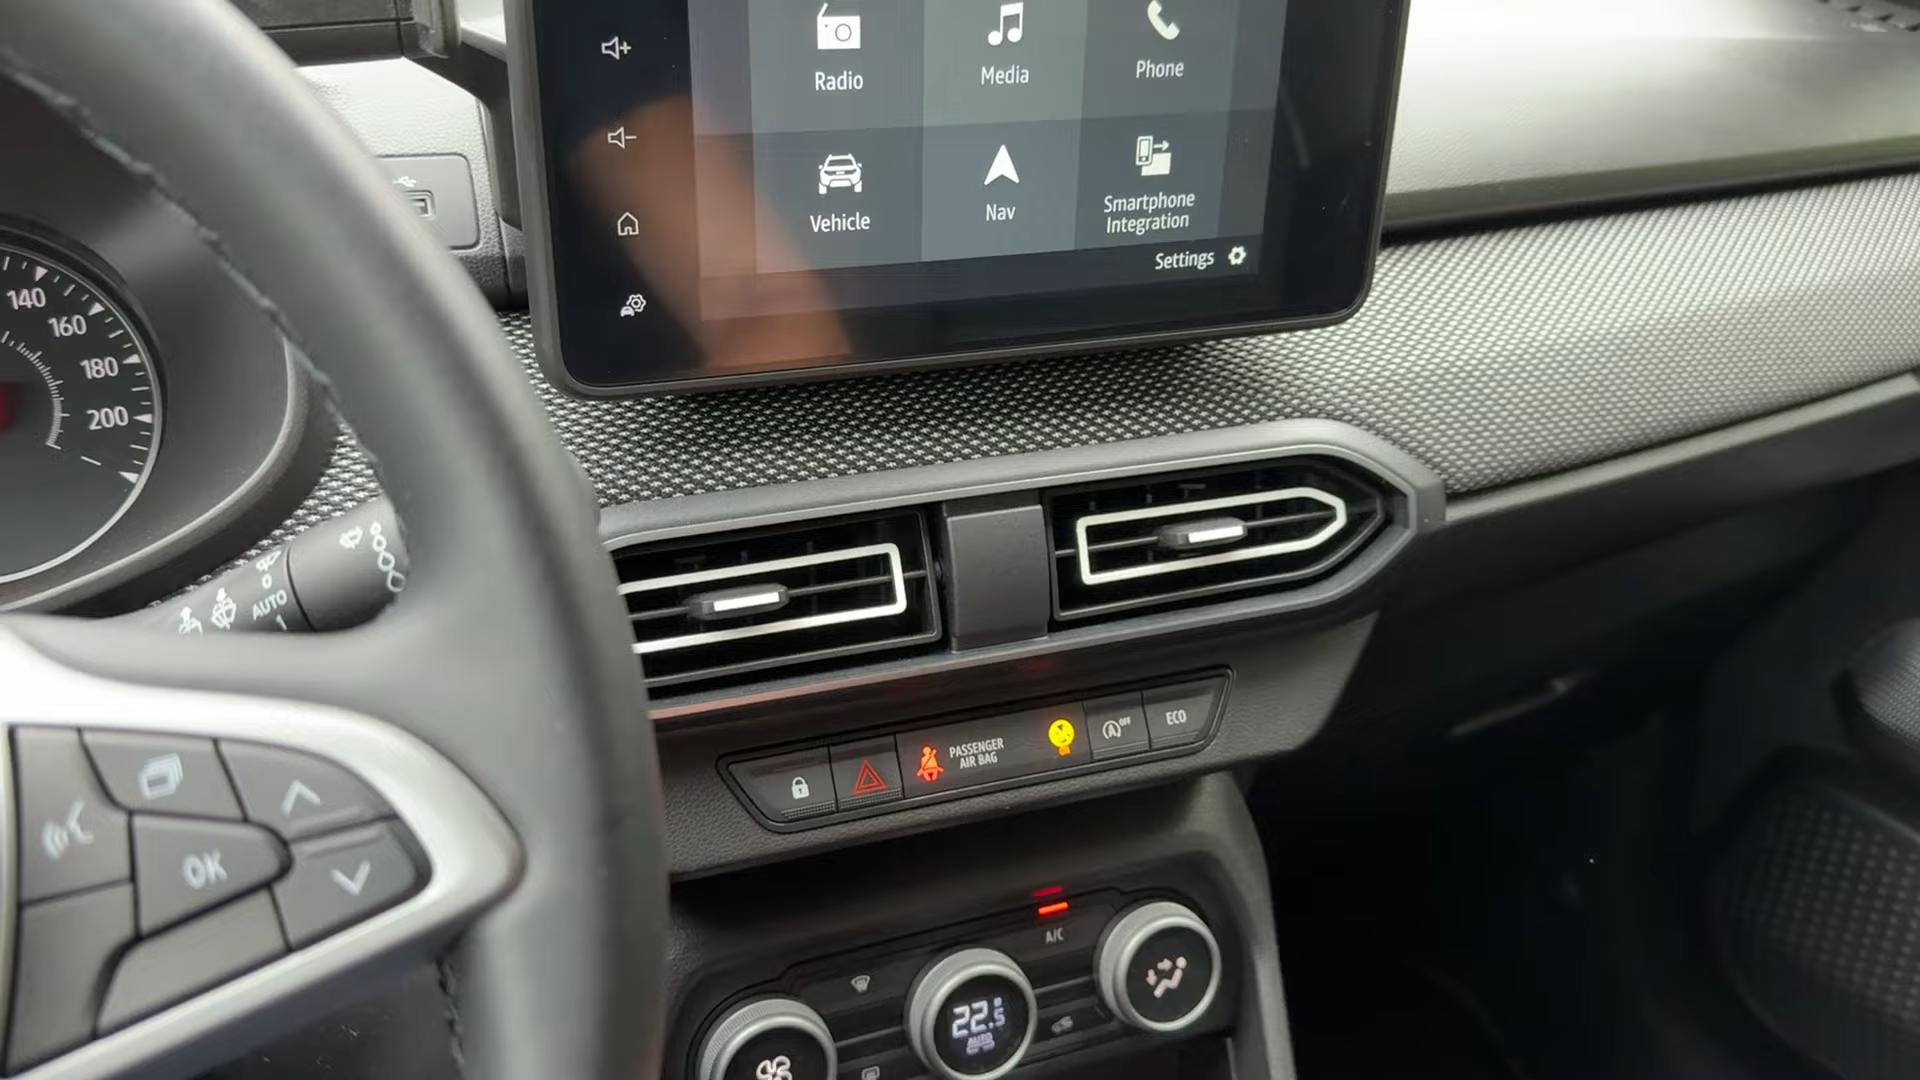 Radio
Media
Phone
Vehicle
Nav
Smartphone
Integration
Settings
140
160
180
200
AUTO
1
OK
PASSENGER
AIR BAG
OFF
ECO
A/C
22.5
AUTO